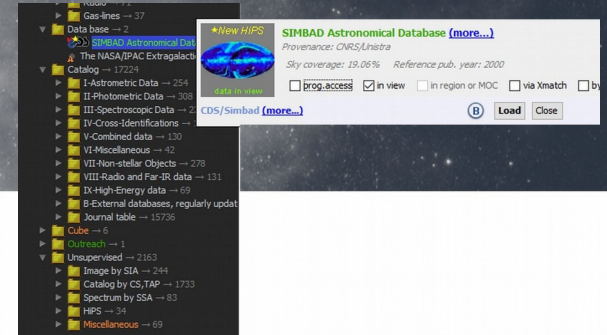 Radio → 71
Gas-lines → 37
Data base → 2
SIMBAD Astronomical Dat
The NASA/IPAC Extragalactic
Catalog → 17224
I-Astrometric Data → 254
II-Photometric Data → 308
III-Spectroscopic Data → 2
IV-Cross-Identifications →
V-Combined data → 130
VI-Miscellaneous → 42
VII-Non-stellar Objects → 278
VIII-Radio and Far-IR data → 131
IX-High-Energy data → 69
B-External databases, regularly updat
Journal table → 15736
Cube → 6
Outreach → 1
Unsupervised → 2163
Image by SIA → 244
Catalog by CS,TAP → 1733
Spectrum by SSA → 83
HiPS → 34
Miscellaneous → 69
★New HiPS
data in view
SIMBAD Astronomical Database (more...)
Provenance: CNRS/Unistra
Sky coverage: 19.06% Reference pub. year: 2000
prog.access in view in region or MOC via Xmatch by
CDS/Simbad (more...)
B Load Close